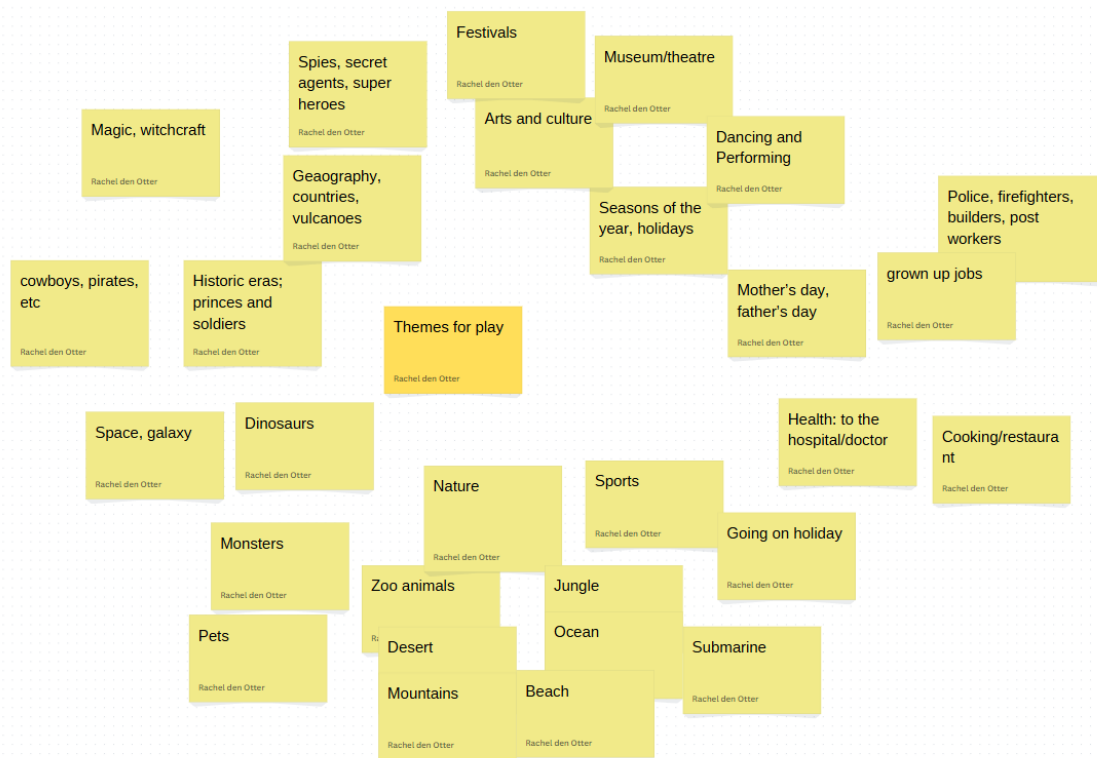 Festivals
Rachel den Otter
Spies, secret
agents, super
heroes
Rachel den Otter
Museum/theatre
Rachel den Otter
Magic, witchcraft
Rachel den Otter
Arts and culture
Rachel den Otter
Dancing and
Performing
Rachel den Otter
Geaography,
countries,
vulcanoes
Rachel den Otter
Seasons of the
year, holidays
Rachel den Otter
Police, firefighters,
builders, post
workers
grown up jobs
Rachel den Otter
cowboys, pirates,
etc
Rachel den Otter
Historic eras;
princes and
soldiers
Rachel den Otter
Mother's day,
father's day
Rachel den Otter
Themes for play
Rachel den Otter
Space, galaxy
Rachel den Otter
Dinosaurs
Rachel den Otter
Health: to the
hospital/doctor
Rachel den Otter
Cooking/restaura
nt
Rachel den Otter
Nature
Rachel den Otter
Sports
Rachel den Otter
Monsters
Rachel den Otter
Going on holiday
Rachel den Otter
Zoo animals
Jungle
Pets
Rachel den Otter
Desert
Ocean
Submarine
Rachel den Otter
Mountains
Rachel den Otter
Beach
Rachel den Otter